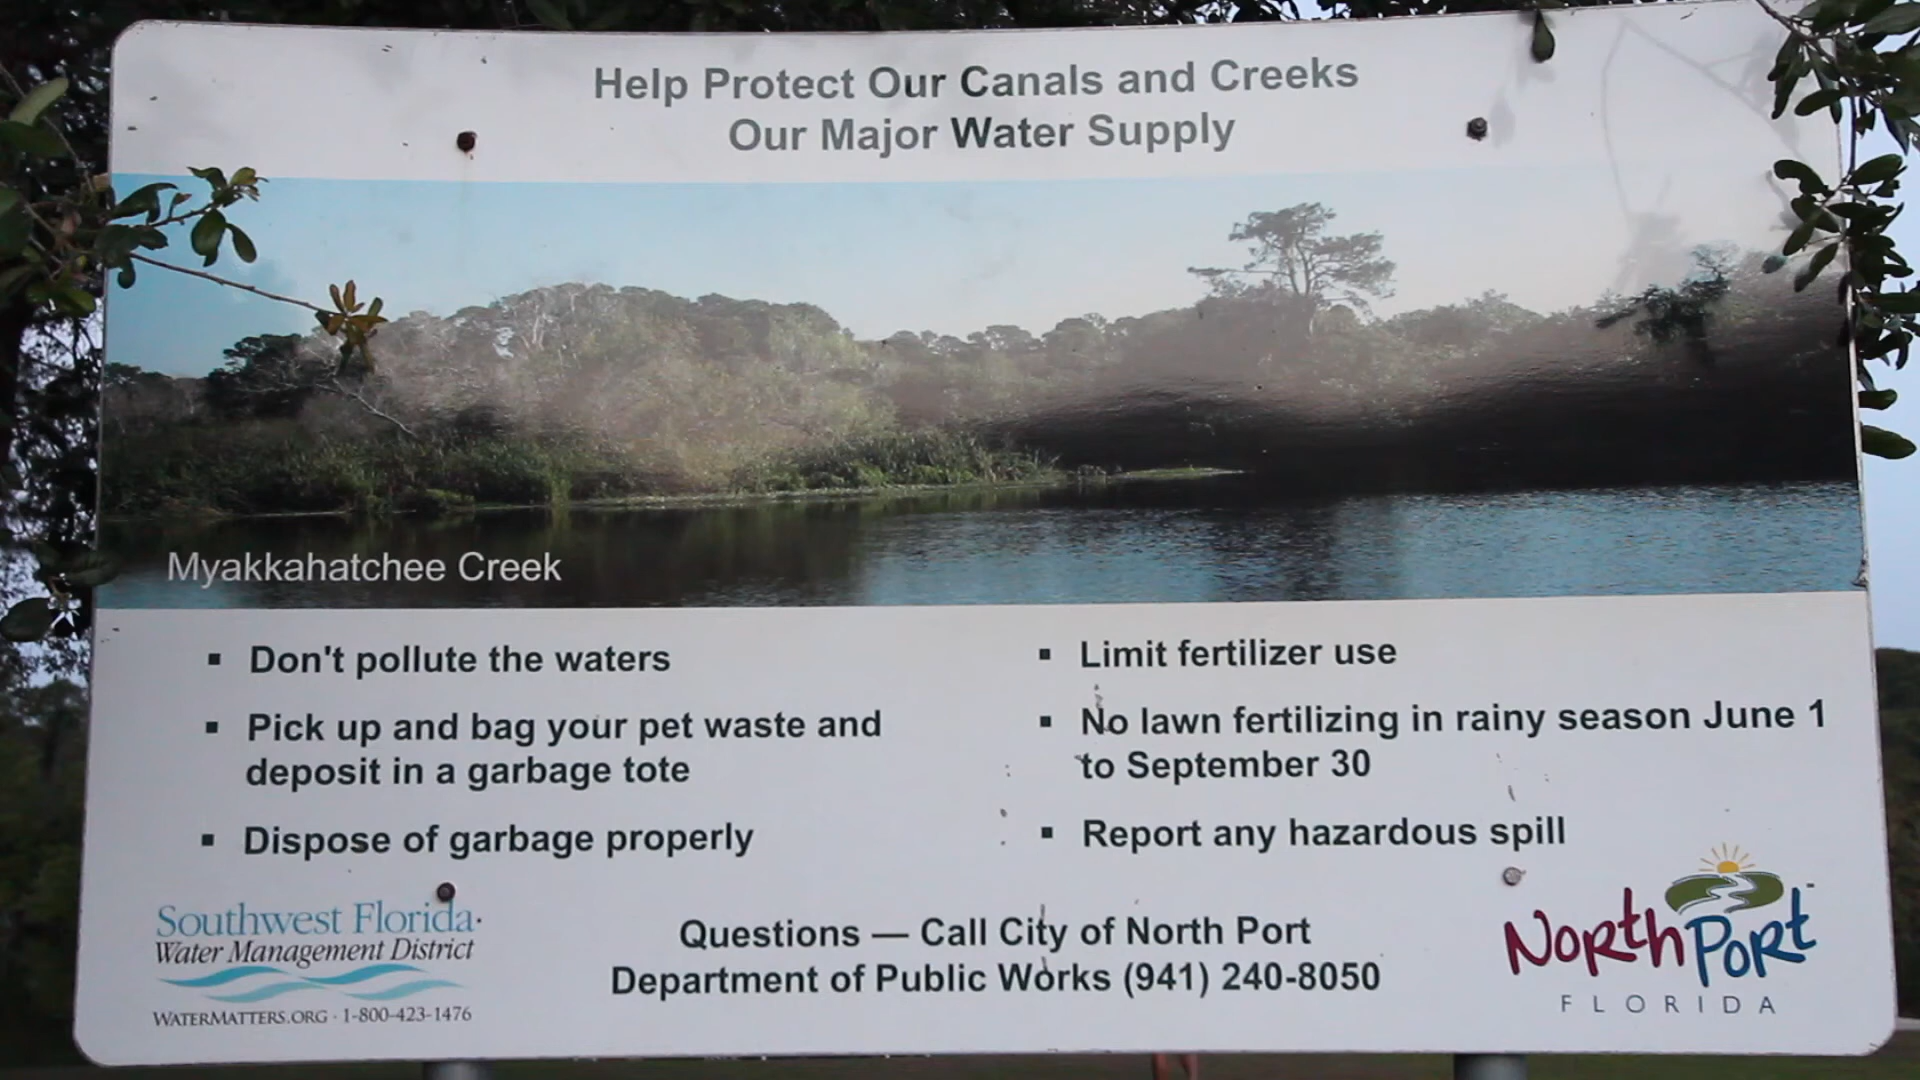 Help Protect Our Canals and Creeks
Our Major Water Supply
Myakkahatchee Creek
▪ Don't pollute the waters
▪ Pick up and bag your pet waste and
deposit in a garbage tote
▪ Dispose of garbage properly
▪ Limit fertilizer use
▪ No lawn fertilizing in rainy season June 1
to September 30
▪ Report any hazardous spill
Southwest Florida
Water Management District
WATERMATTERS.ORG · 1-800-423-1476
Questions — Call City of North Port
Department of Public Works (941) 240-8050
North Port
FLORIDA